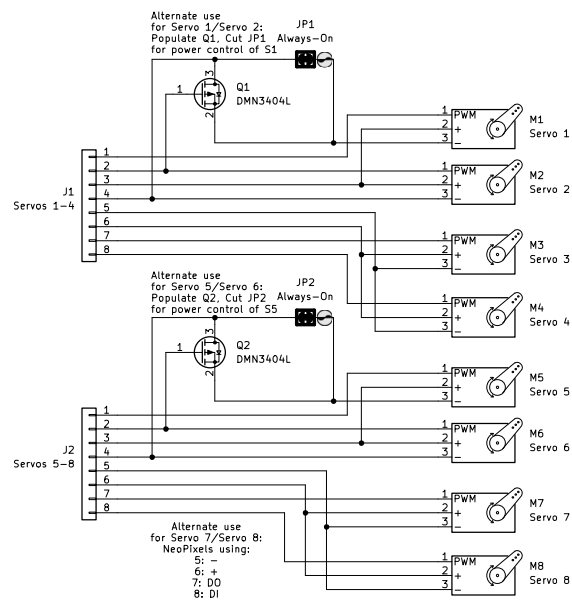 Alternate use
for Servo 1/Servo 2:
Populate Q1, Cut JP1
for power control of S1
JP1
Always-On
3
1
2
Q1
DMN3404L
J1
Servos 1-4
1
2
3
4
5
6
7
8
1 PWM
2 +
3 -
M1
Servo 1
1 PWM
2 +
3 -
M2
Servo 2
1 PWM
2 +
3 -
M3
Servo 3
1 PWM
2 +
3 -
M4
Servo 4
Alternate use
for Servo 5/Servo 6:
Populate Q2, Cut JP2
for power control of S5
JP2
Always-On
3
1
2
Q2
DMN3404L
J2
Servos 5-8
1
2
3
4
5
6
7
8
1 PWM
2 +
3 -
M5
Servo 5
1 PWM
2 +
3 -
M6
Servo 6
1 PWM
2 +
3 -
M7
Servo 7
1 PWM
2 +
3 -
M8
Servo 8
Alternate use
for Servo 7/Servo 8:
NeoPixels using:
5: -
6: +
7: DO
8: DI